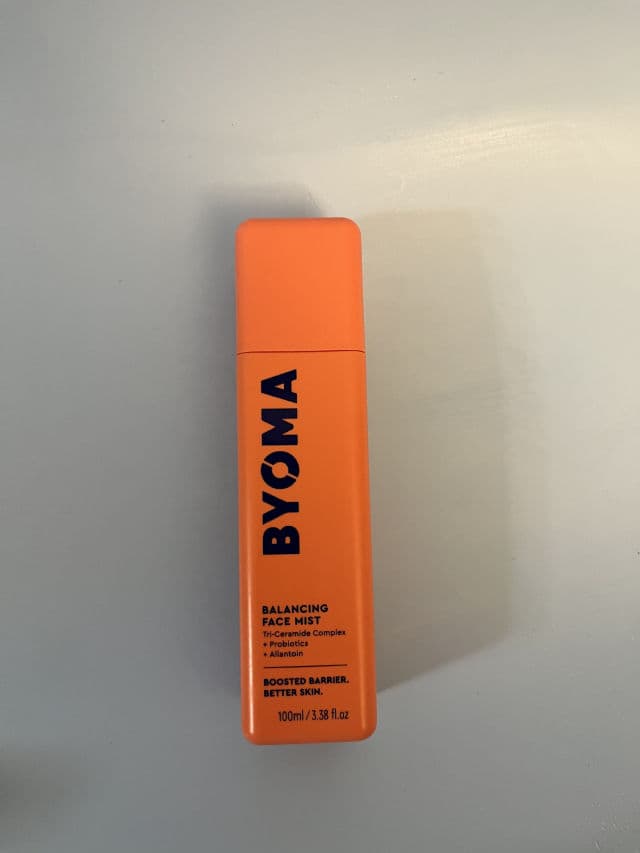 BYOMA
BALANCING
FACE MIST
Tri-Ceramide Complex
+ Probiotics
+ Allantoin
BOOSTED BARRIER.
BETTER SKIN.
100ml / 3.38 fl.oz